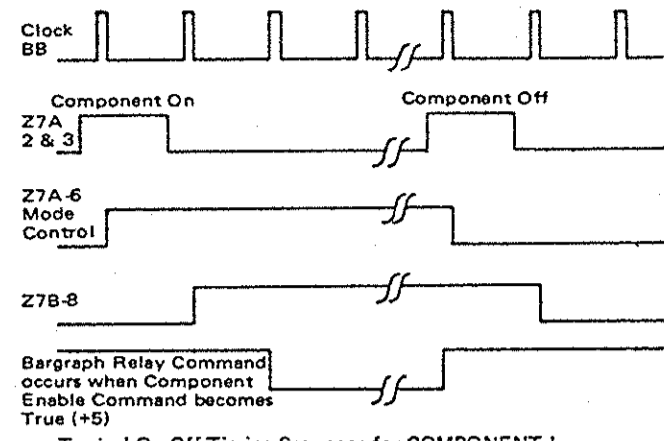 Clock
BB
Component On
Component Off
Z7A
2 & 3
Z7A-6
Mode
Control
Z7B-8
Bargraph Relay Command
occurs when Component
Enable Command becomes
True (+5)